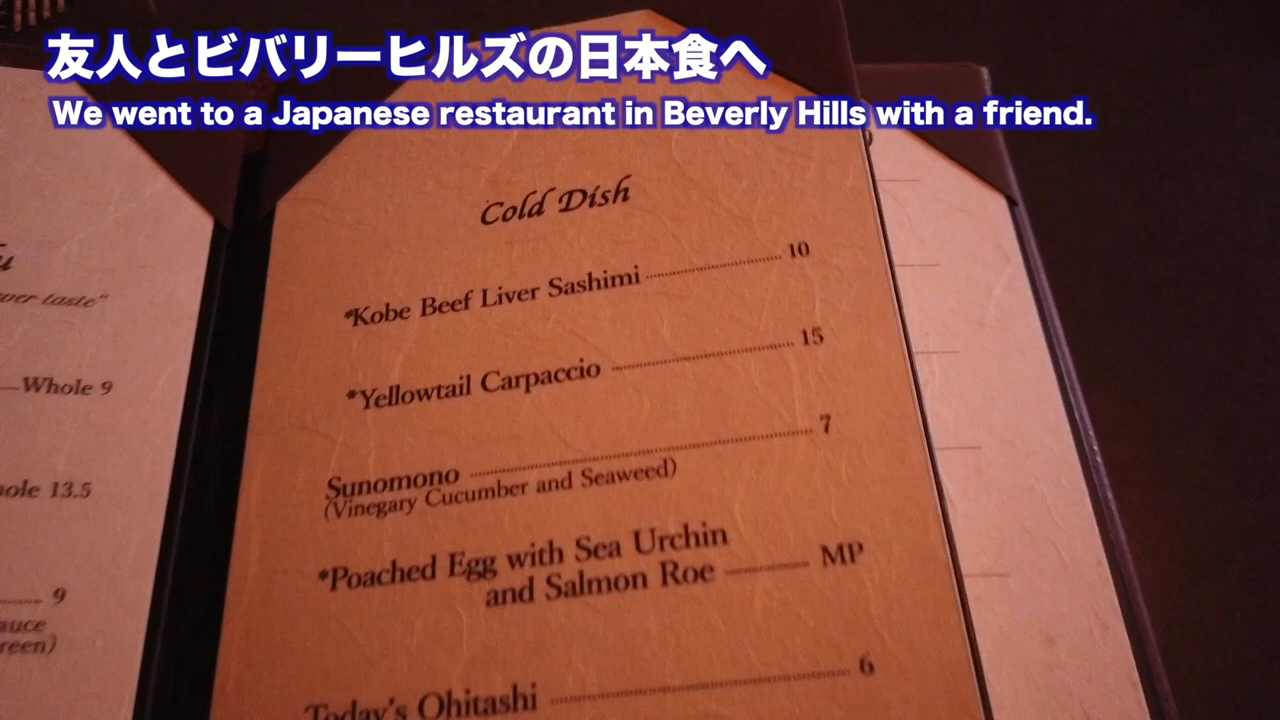 友人とビバリーヒルズの日本食へ
We went to a Japanese restaurant in Beverly Hills with a friend.
Cold Dish
*Kobe Beef Liver Sashimi 10
*Yellowtail Carpaccio 15
Sunomono 7
(Vinegary Cucumber and Seaweed)
*Poached Egg with Sea Urchin
and Salmon Roe MP
Today's Ohitashi 6
taste"
Whole 9
13.5
9